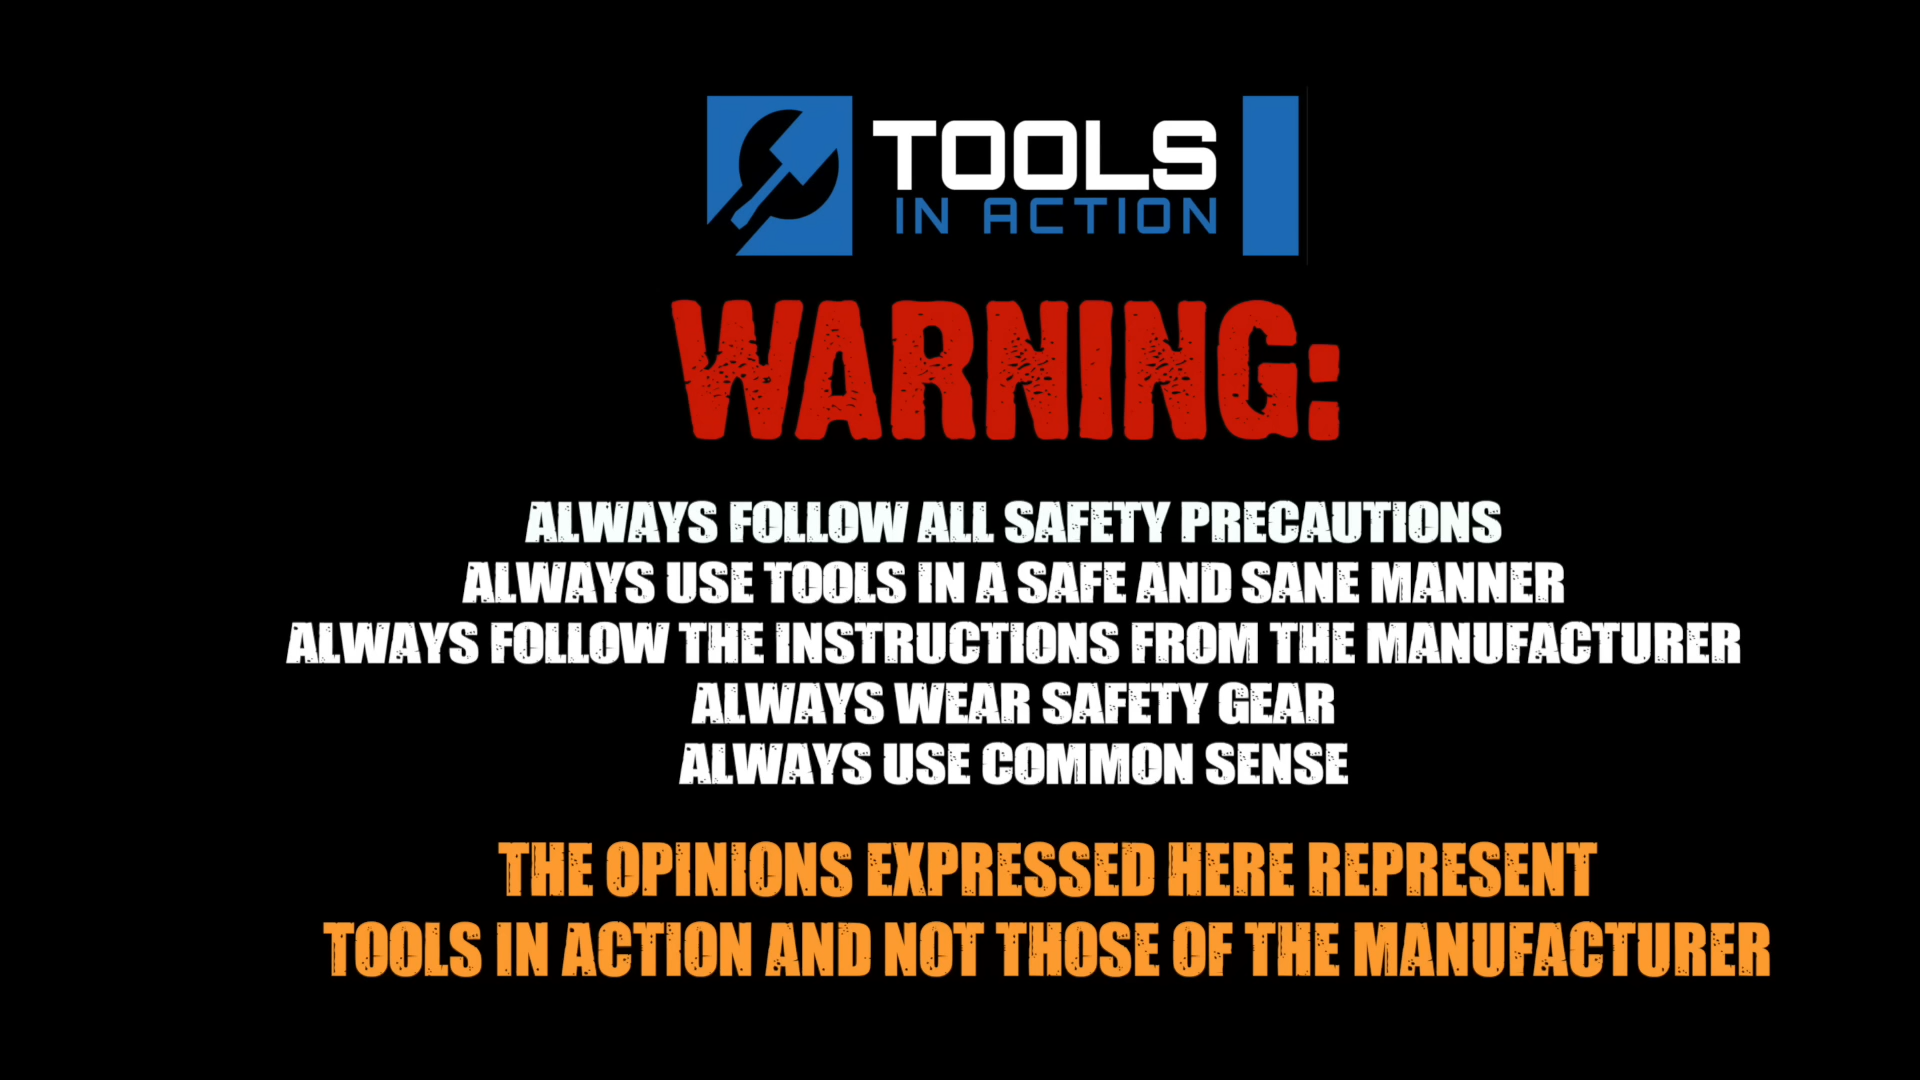 TOOLS
IN ACTION
WARNING:
ALWAYS FOLLOW ALL SAFETY PRECAUTIONS
ALWAYS USE TOOLS IN A SAFE AND SANE MANNER
ALWAYS FOLLOW THE INSTRUCTIONS FROM THE MANUFACTURER
ALWAYS WEAR SAFETY GEAR
ALWAYS USE COMMON SENSE
THE OPINIONS EXPRESSED HERE REPRESENT
TOOLS IN ACTION AND NOT THOSE OF THE MANUFACTURER